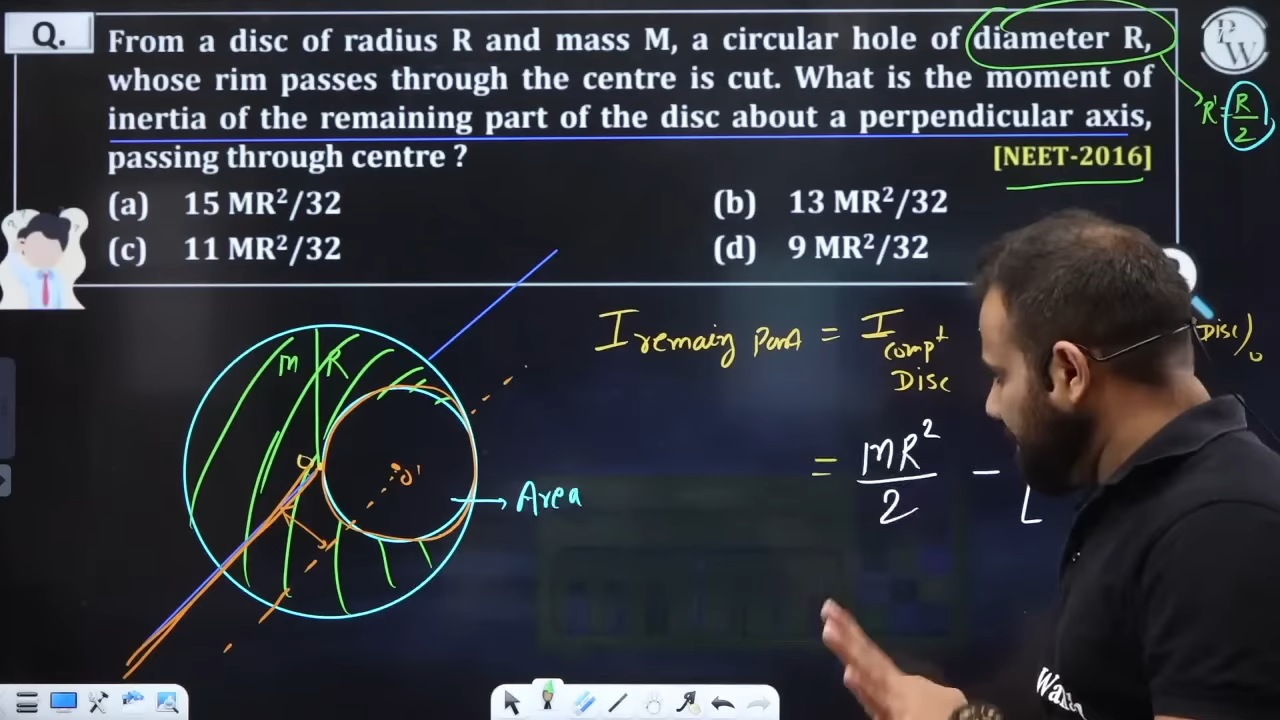 Q.
From a disc of radius R and mass M, a circular hole of diameter R,
whose rim passes through the centre is cut. What is the moment of
inertia of the remaining part of the disc about a perpendicular axis,
passing through centre ?
[NEET-2016]
(a) 15 MR²/32
(b) 13 MR²/32
(c) 11 MR²/32
(d) 9 MR²/32
PW
R' = R/2
M R
O
O'
→ Area
I remaing Part = I comp^t Disc
Disc)₀
= MR²/2 − [